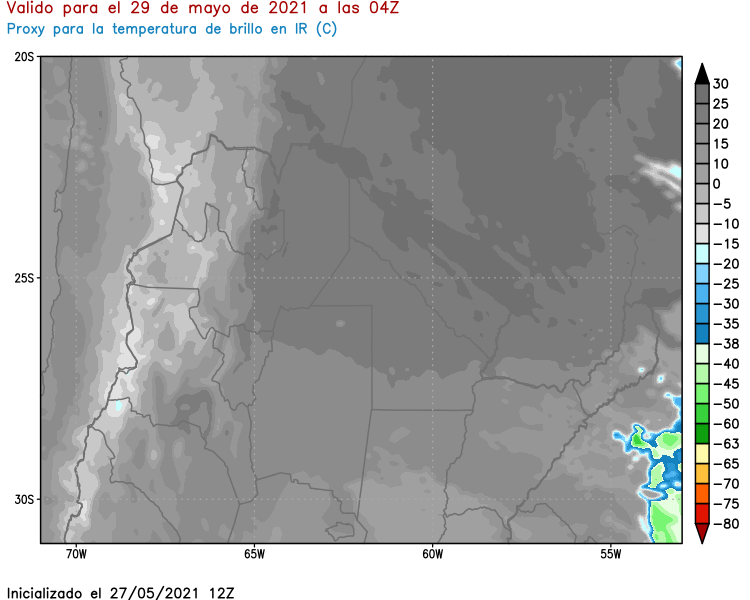 Valido para el 29 de mayo de 2021 a las 04Z
Proxy para la temperatura de brillo en IR (C)
20S
25S
30S
70W
65W
60W
55W
30
25
20
15
10
0
-5
-10
-15
-20
-25
-30
-35
-38
-40
-45
-50
-60
-63
-65
-70
-75
-80
Inicializado el 27/05/2021 12Z